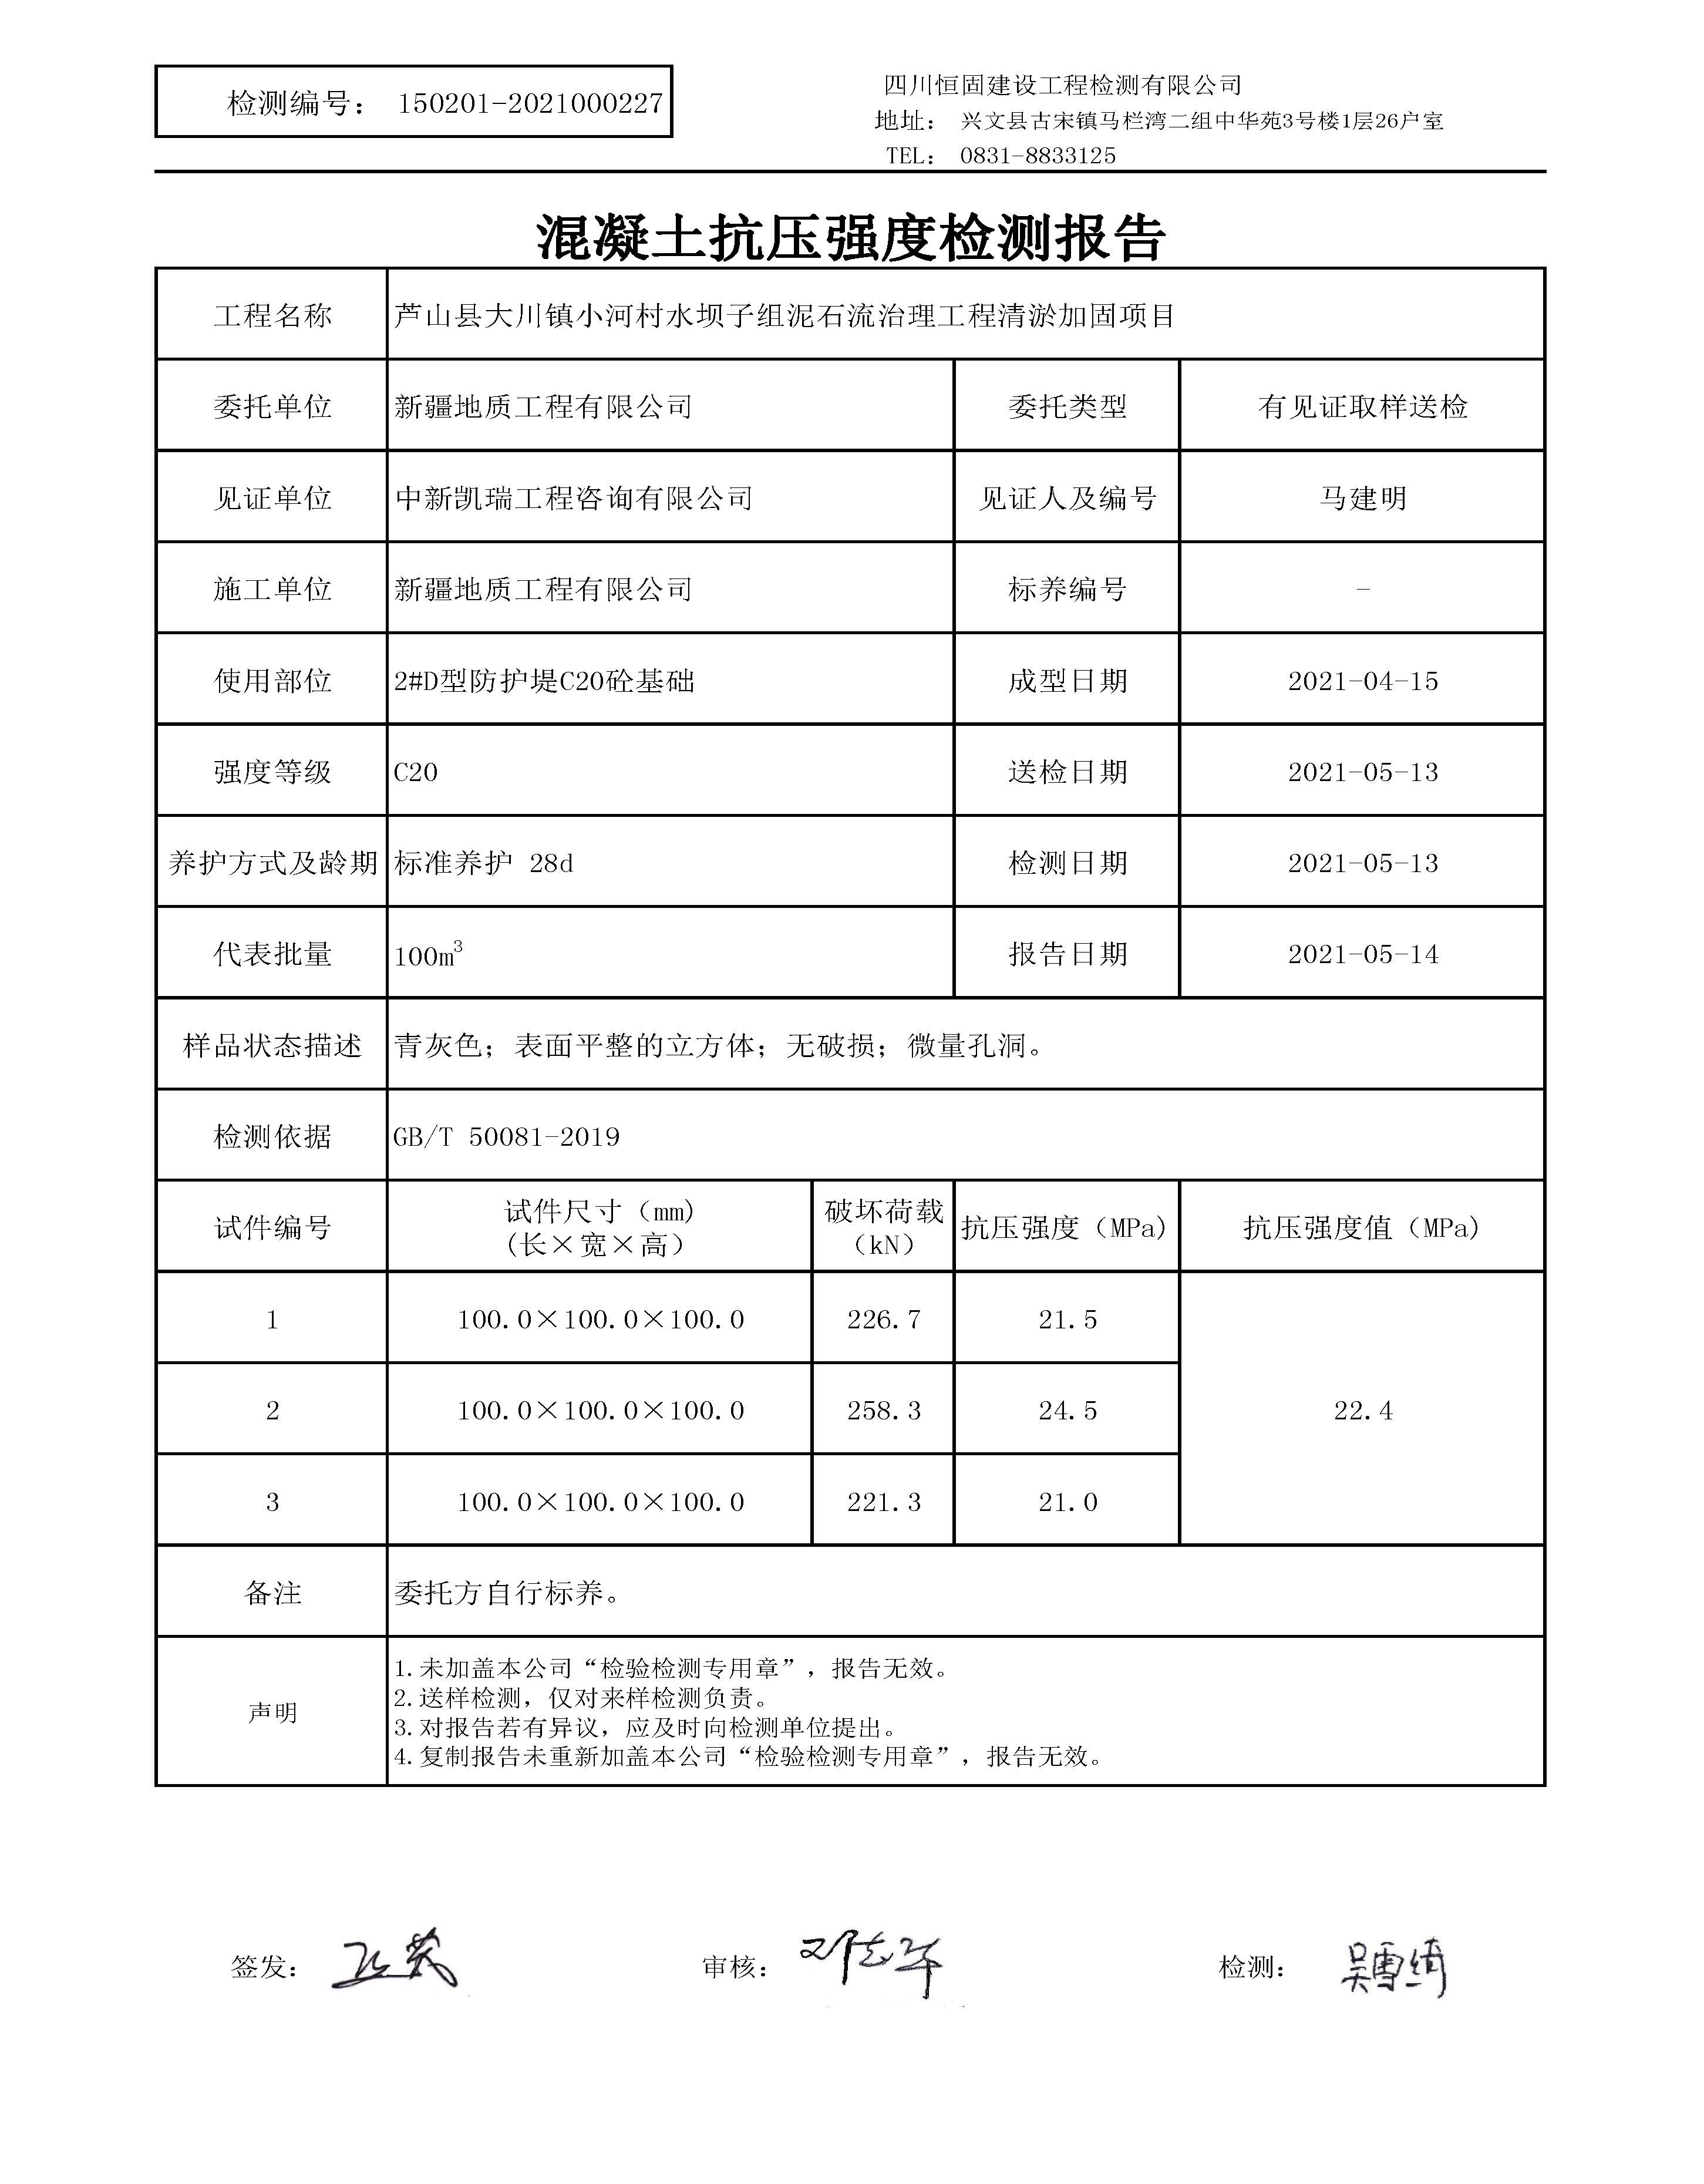 检测编号： 150201-2021000227
四川恒固建设工程检测有限公司
地址： 兴文县古宋镇马栏湾二组中华苑3号楼1层26户室
TEL： 0831-8833125
混凝土抗压强度检测报告
工程名称 芦山县大川镇小河村水坝子组泥石流治理工程清淤加固项目
委托单位 新疆地质工程有限公司 委托类型 有见证取样送检
见证单位 中新凯瑞工程咨询有限公司 见证人及编号 马建明
施工单位 新疆地质工程有限公司 标养编号 -
使用部位 2#D型防护堤C20砼基础 成型日期 2021-04-15
强度等级 C20 送检日期 2021-05-13
养护方式及龄期 标准养护 28d 检测日期 2021-05-13
代表批量 100m³ 报告日期 2021-05-14
样品状态描述 青灰色；表面平整的立方体；无破损；微量孔洞。
检测依据 GB/T 50081-2019
试件编号 试件尺寸（mm) (长×宽×高） 破坏荷载（kN） 抗压强度（MPa) 抗压强度值（MPa)
1 100.0×100.0×100.0 226.7 21.5
2 100.0×100.0×100.0 258.3 24.5 22.4
3 100.0×100.0×100.0 221.3 21.0
备注 委托方自行标养。
声明
1.未加盖本公司“检验检测专用章”，报告无效。
2.送样检测，仅对来样检测负责。
3.对报告若有异议，应及时向检测单位提出。
4.复制报告未重新加盖本公司“检验检测专用章”，报告无效。
签发： 审核： 检测： 吴雪绮